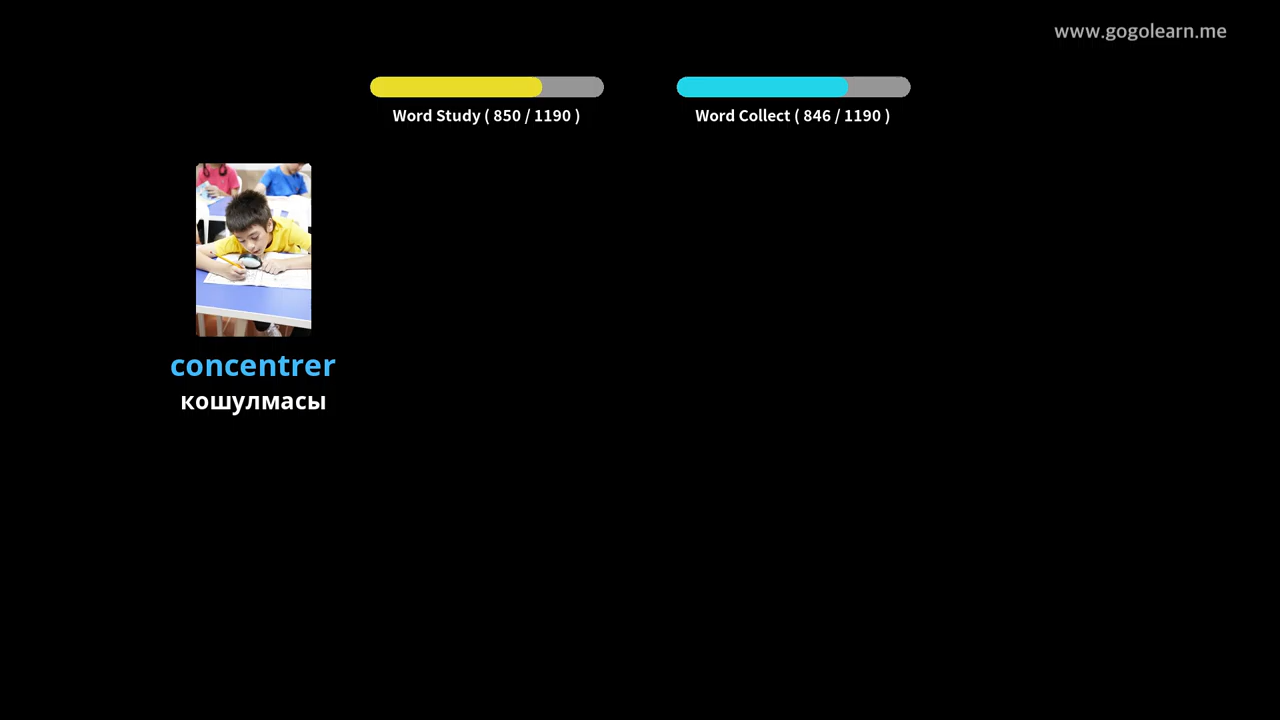 www.gogolearn.me
Word Study ( 850 / 1190 )
Word Collect ( 846 / 1190 )
concentrer
кошулмасы